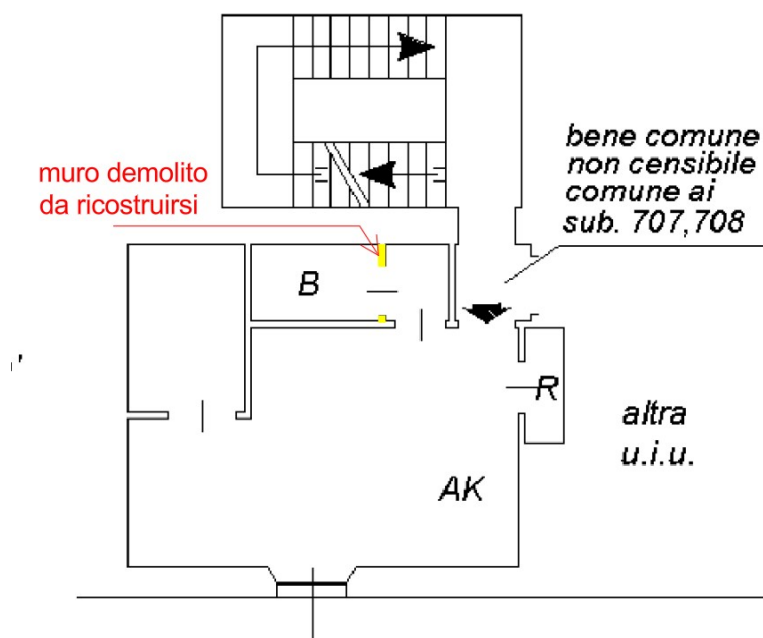 muro demolito
da ricostruirsi
bene comune
non censibile
comune ai
sub. 707,708
B
R
altra
u.i.u.
AK